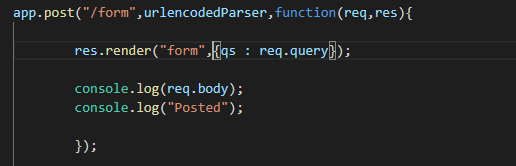 app.post("/form",urlencodedParser,function(req,res){
res.render("form",{qs : req.query});
console.log(req.body);
console.log("Posted");
});